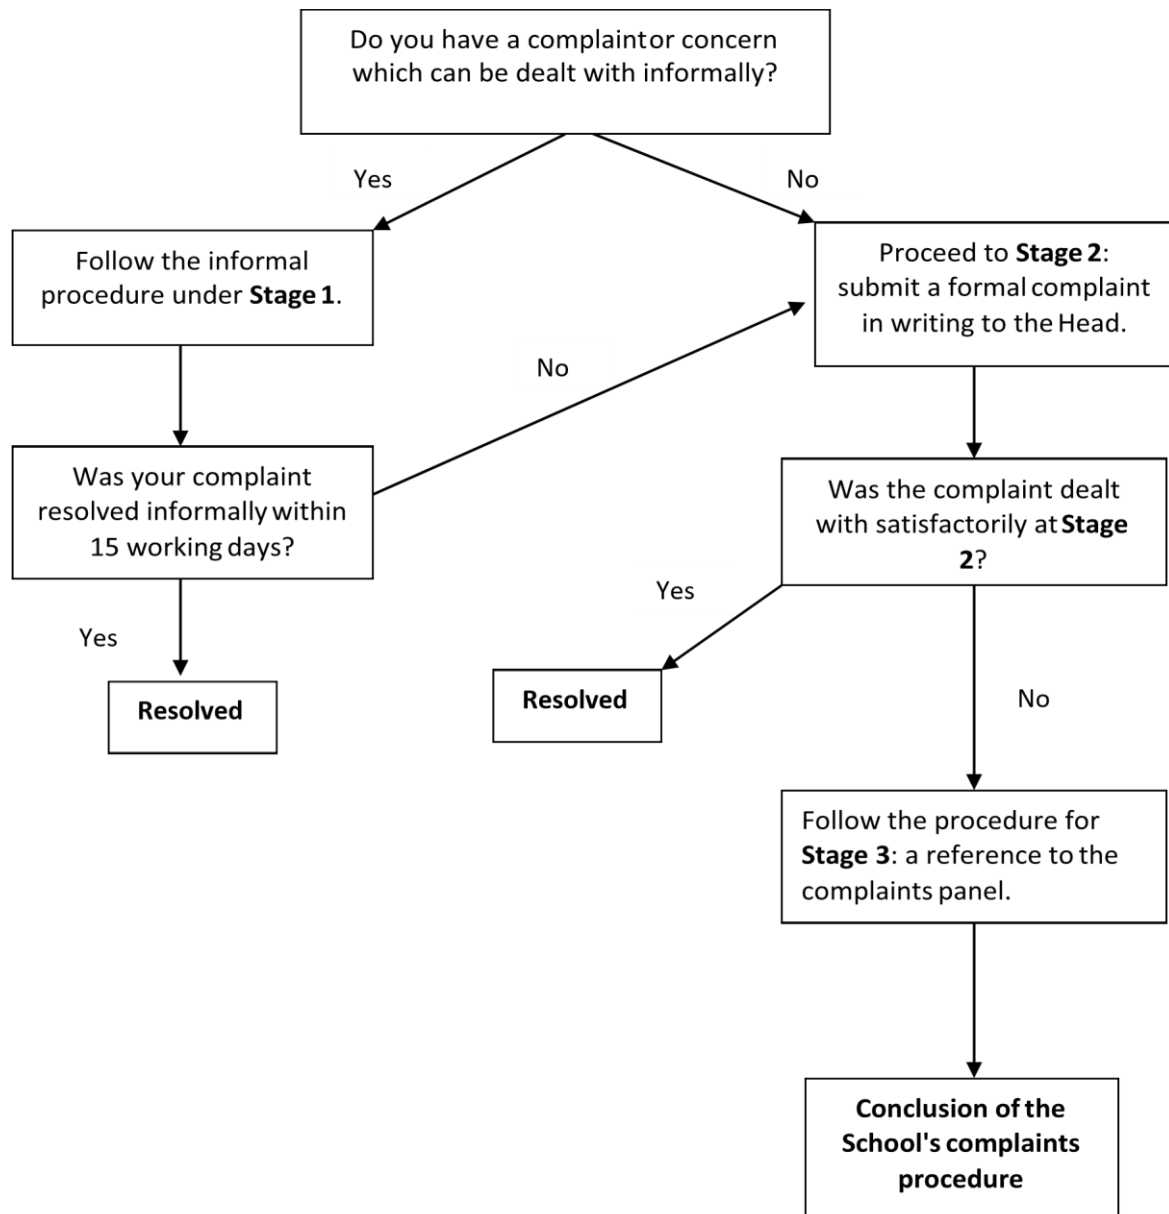 Do you have a complaint or concern
which can be dealt with informally?
Yes
No
Follow the informal
procedure under Stage 1.
Proceed to Stage 2:
submit a formal complaint
in writing to the Head.
No
Was your complaint
resolved informally within
15 working days?
Was the complaint dealt
with satisfactorily at Stage
2?
Yes
Yes
Resolved
Resolved
No
Follow the procedure for
Stage 3: a reference to the
complaints panel.
Conclusion of the
School's complaints
procedure